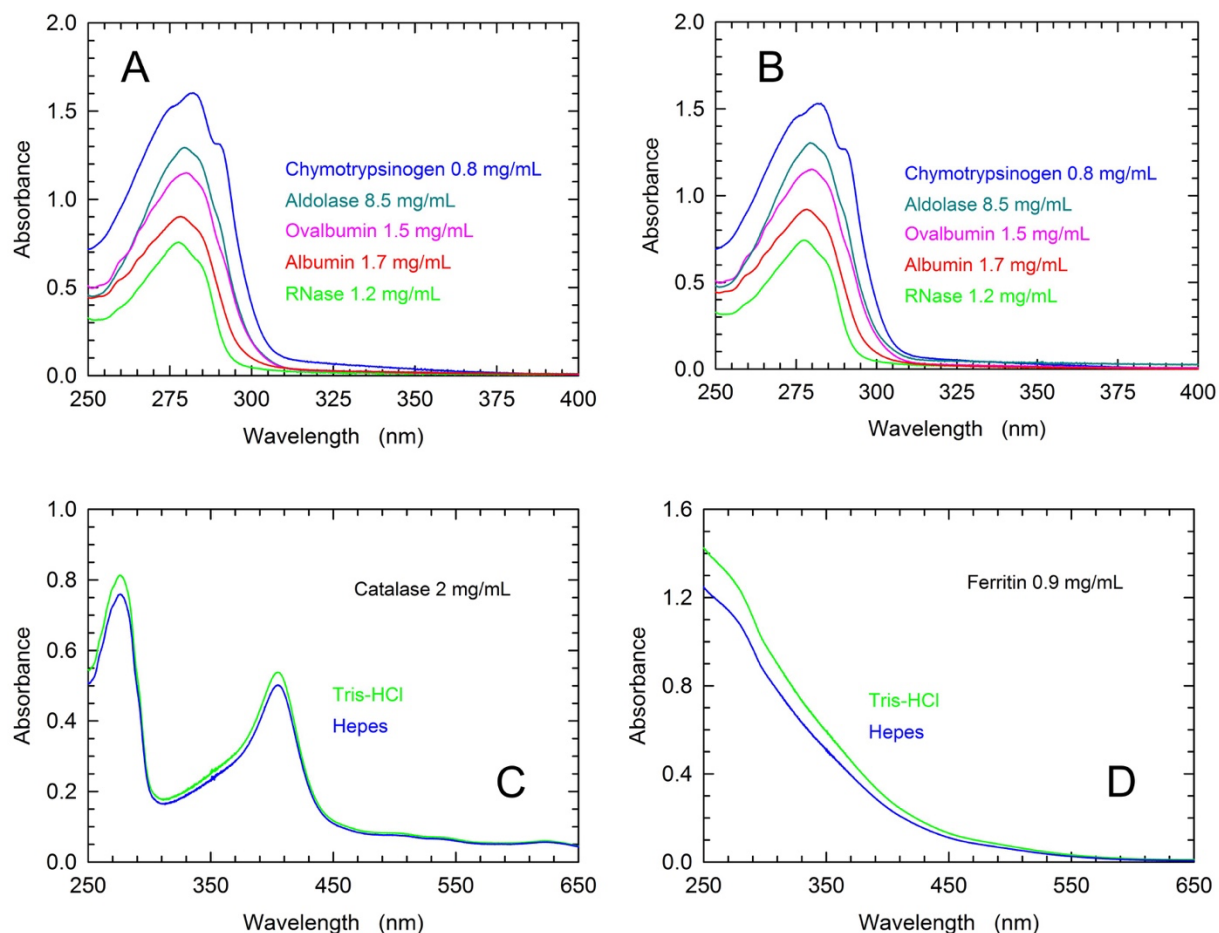 A
2.0
1.5
1.0
0.5
0.0
Absorbance
Chymotrypsinogen 0.8 mg/mL
Aldolase 8.5 mg/mL
Ovalbumin 1.5 mg/mL
Albumin 1.7 mg/mL
RNase 1.2 mg/mL
250 275 300 325 350 375 400
Wavelength (nm)
B
2.0
1.5
1.0
0.5
0.0
Absorbance
Chymotrypsinogen 0.8 mg/mL
Aldolase 8.5 mg/mL
Ovalbumin 1.5 mg/mL
Albumin 1.7 mg/mL
RNase 1.2 mg/mL
250 275 300 325 350 375 400
Wavelength (nm)
1.0
0.8
0.6
0.4
0.2
0.0
Absorbance
Catalase 2 mg/mL
Tris-HCl
Hepes
C
250 350 450 550 650
Wavelength (nm)
1.6
1.2
0.8
0.4
0.0
Absorbance
Ferritin 0.9 mg/mL
Tris-HCl
Hepes
D
250 350 450 550 650
Wavelength (nm)